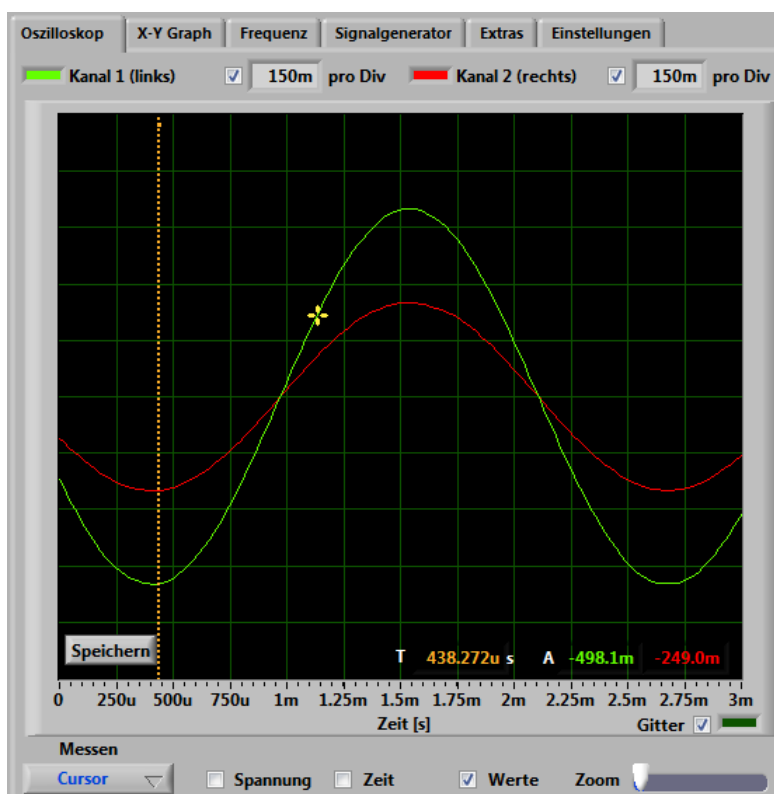 Oszilloskop X-Y Graph Frequenz Signalgenerator Extras Einstellungen
Kanal 1 (links) 150m pro Div Kanal 2 (rechts) 150m pro Div
Speichern T 438.272u s A -498.1m -249.0m
0 250u 500u 750u 1m 1.25m 1.5m 1.75m 2m 2.25m 2.5m 2.75m 3m
Zeit [s] Gitter
Messen
Cursor Spannung Zeit Werte Zoom